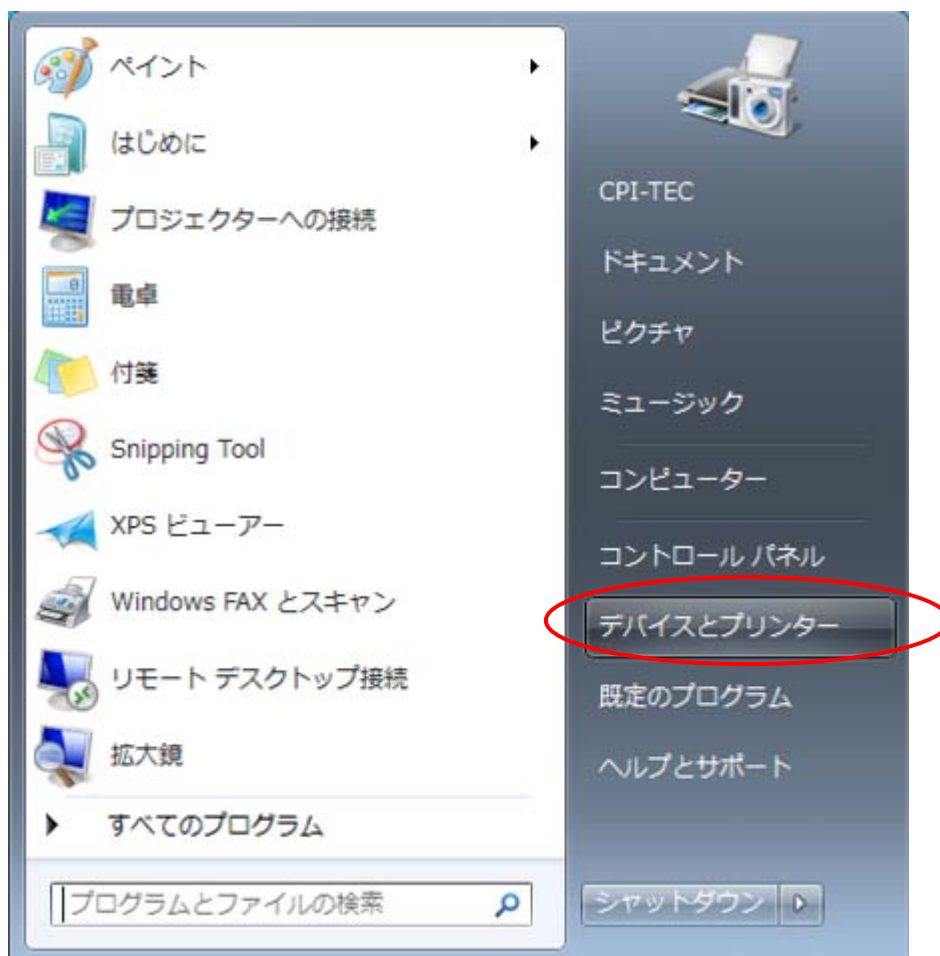 ペイント
はじめに
プロジェクターへの接続
電卓
付箋
Snipping Tool
XPS ビューアー
Windows FAX とスキャン
リモート デスクトップ接続
拡大鏡
すべてのプログラム
プログラムとファイルの検索
CPI-TEC
ドキュメント
ピクチャ
ミュージック
コンピューター
コントロール パネル
デバイスとプリンター
既定のプログラム
ヘルプとサポート
シャットダウン